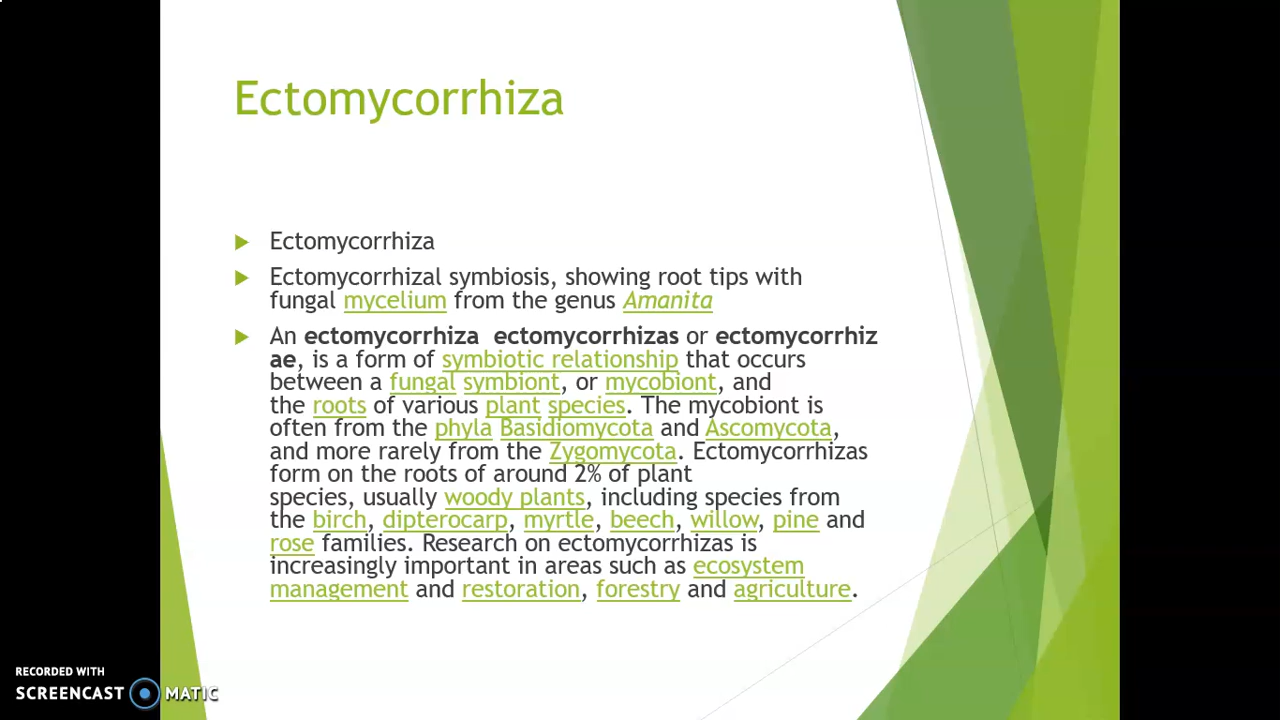 Ectomycorrhiza
Ectomycorrhiza
Ectomycorrhizal symbiosis, showing root tips with
fungal mycelium from the genus Amanita
An ectomycorrhiza ectomycorrhizas or ectomycorrhiz
ae, is a form of symbiotic relationship that occurs
between a fungal symbiont, or mycobiont, and
the roots of various plant species. The mycobiont is
often from the phyla Basidiomycota and Ascomycota,
and more rarely from the Zygomycota. Ectomycorrhizas
form on the roots of around 2% of plant
species, usually woody plants, including species from
the birch, dipterocarp, myrtle, beech, willow, pine and
rose families. Research on ectomycorrhizas is
increasingly important in areas such as ecosystem
management and restoration, forestry and agriculture.
RECORDED WITH
SCREENCAST MATIC